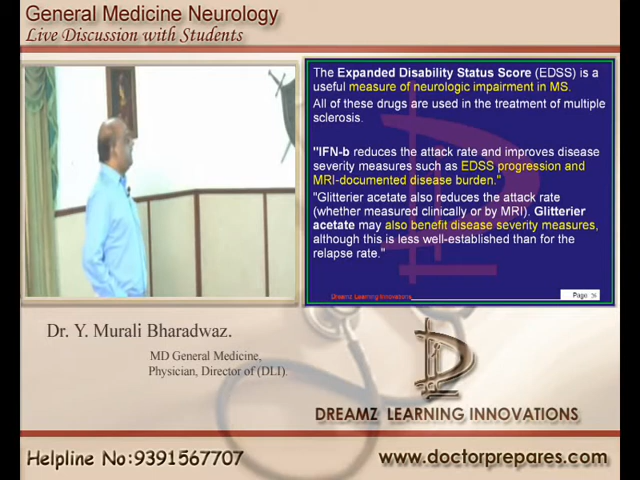 General Medicine Neurology
Live Discussion with Students
The Expanded Disability Status Score (EDSS) is a
useful measure of neurologic impairment in MS.
All of these drugs are used in the treatment of multiple
sclerosis.
"IFN-b reduces the attack rate and improves disease
severity measures such as EDSS progression and
MRI-documented disease burden."
"Glitterier acetate also reduces the attack rate
(whether measured clinically or by MRI). Glitterier
acetate may also benefit disease severity measures,
although this is less well-established than for the
relapse rate."
Dreamz Learning Innovations
Page
Dr. Y. Murali Bharadwaz.
MD General Medicine,
Physician, Director of (DLI).
DREAMZ LEARNING INNOVATIONS
Helpline No:9391567707
www.doctorprepares.com